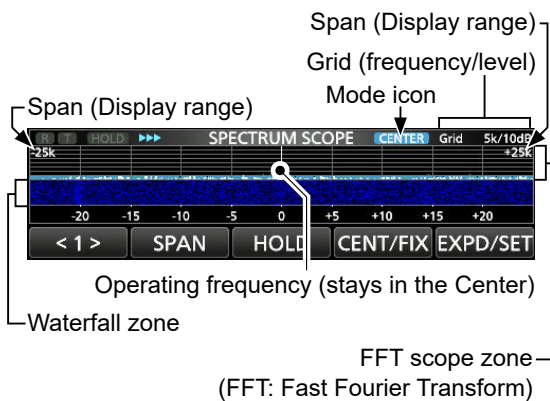 Span (Display range)
Grid (frequency/level)
Mode icon
Span (Display range)
R T HOLD SPECTRUM SCOPE CENTER Grid 5k/10dB
-25k +25k
-20 -15 -10 -5 0 +5 +10 +15 +20
< 1 > SPAN HOLD CENT/FIX EXPD/SET
Operating frequency (stays in the Center)
Waterfall zone
FFT scope zone
(FFT: Fast Fourier Transform)